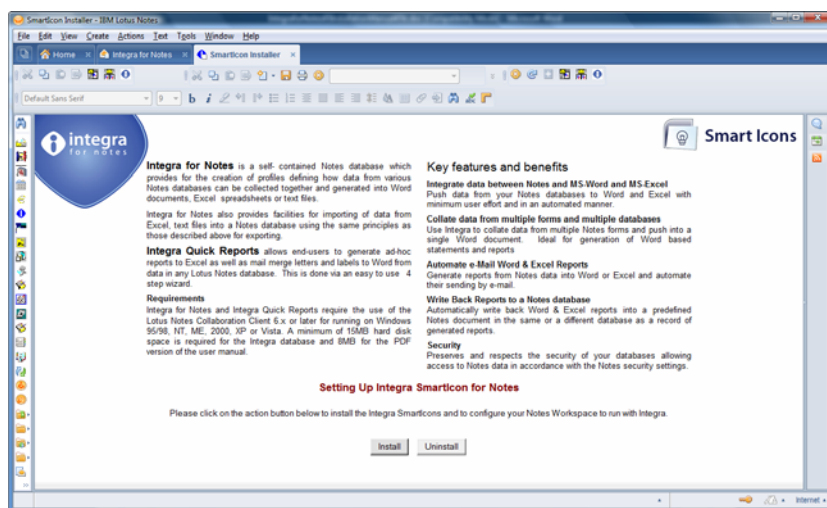 SmartIcon Installer - IBM Lotus Notes
File Edit View Create Actions Text Tools Window Help
Home Integra for Notes SmartIcon Installer
Default Sans Serif 9 b i
integra
for notes
Smart Icons
Integra for Notes is a self- contained Notes database which
provides for the creation of profiles defining how data from various
Notes databases can be collected together and generated into Word
documents, Excel spreadsheets or text files.
Integra for Notes also provides facilities for importing of data from
Excel, text files into a Notes database using the same principles as
those described above for exporting.
Integra Quick Reports allows end-users to generate ad-hoc
reports to Excel as well as mail merge letters and labels to Word from
data in any Lotus Notes database. This is done via an easy to use 4
step wizard.
Requirements
Integra for Notes and Integra Quick Reports require the use of the
Lotus Notes Collaboration Client 6.x or later for running on Windows
95/98, NT, ME, 2000, XP or Vista. A minimum of 15MB hard disk
space is required for the Integra database and 8MB for the PDF
version of the user manual.
Key features and benefits
Integrate data between Notes and MS-Word and MS-Excel
Push data from your Notes databases to Word and Excel with
minimum user effort and in an automated manner.
Collate data from multiple forms and multiple databases
Use Integra to collate data from multiple Notes forms and push into a
single Word document. Ideal for generation of Word based
statements and reports
Automate e-Mail Word & Excel Reports
Generate reports from Notes data into Word or Excel and automate
their sending by e-mail.
Write Back Reports to a Notes database
Automatically write back Word & Excel reports into a predefined
Notes document in the same or a different database as a record of
generated reports.
Security
Preserves and respects the security of your databases allowing
access to Notes data in accordance with the Notes security settings.
Setting Up Integra SmartIcon for Notes
Please click on the action button below to install the Integra SmartIcons and to configure your Notes Workspace to run with Integra.
Install Uninstall
Internet